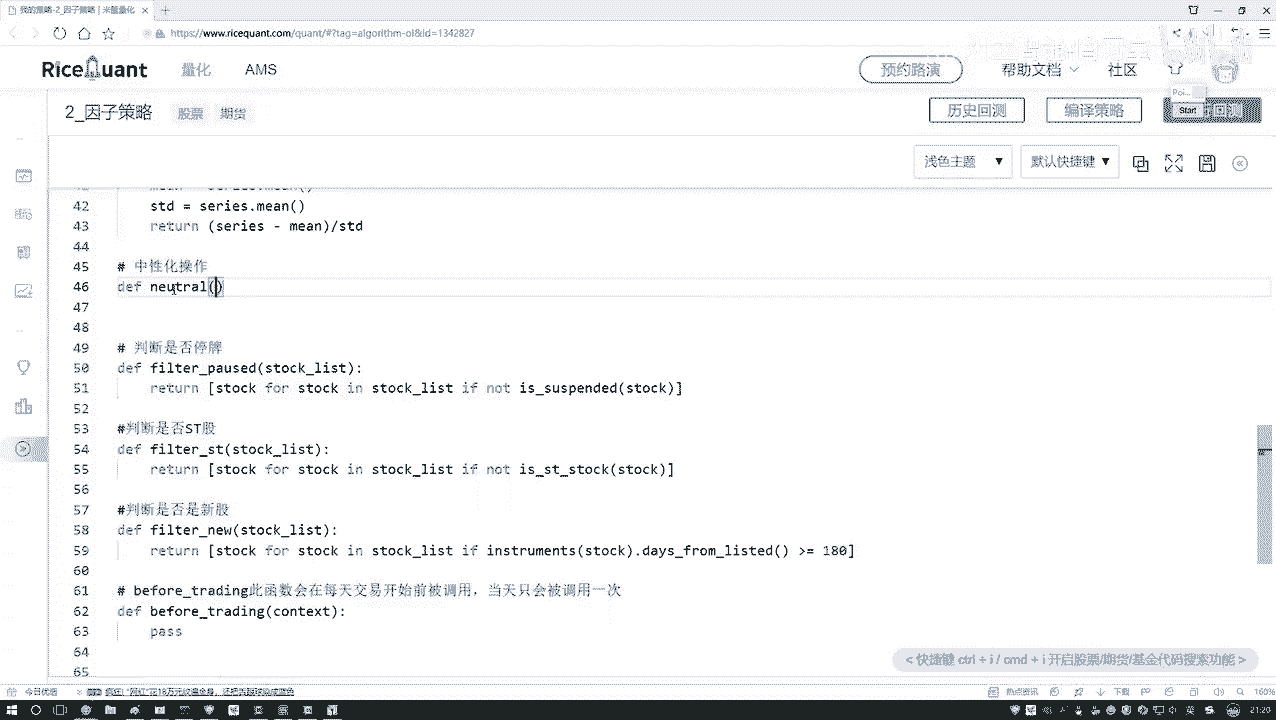 我的策略-2_因子策略 | 米筐量化
https://www.ricequant.com/quant/#?tag=algorithm-ol&id=1342827
RiceQuant 量化 AMS 预约路演 帮助文档 社区
Poi...
2_因子策略 股票 期货 历史回测 编译策略 Start
浅色主题 ▼ 默认快捷键 ▼
42 std = series.mean()
43 return (series - mean)/std
44
45 # 中性化操作
46 def neutral()
47
48
49 # 判断是否停牌
50 def filter_paused(stock_list):
51 return [stock for stock in stock_list if not is_suspended(stock)]
52
53 #判断是否ST股
54 def filter_st(stock_list):
55 return [stock for stock in stock_list if not is_st_stock(stock)]
56
57 #判断是否是新股
58 def filter_new(stock_list):
59 return [stock for stock in stock_list if instruments(stock).days_from_listed() >= 180]
60
61 # before_trading此函数会在每天交易开始前被调用，当天只会被调用一次
62 def before_trading(context):
63 pass
64
65
< 快捷键 ctrl + i / cmd + i 开启股票/期货/基金代码搜索功能 >
今日优选 热点资讯 下载 160%
21:20